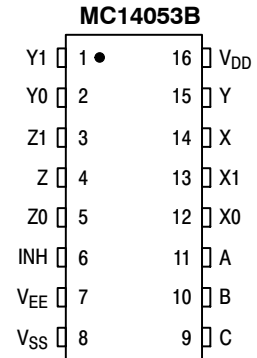 MC14053B
Y1 1 16 VDD
Y0 2 15 Y
Z1 3 14 X
Z 4 13 X1
Z0 5 12 X0
INH 6 11 A
VEE 7 10 B
VSS 8 9 C